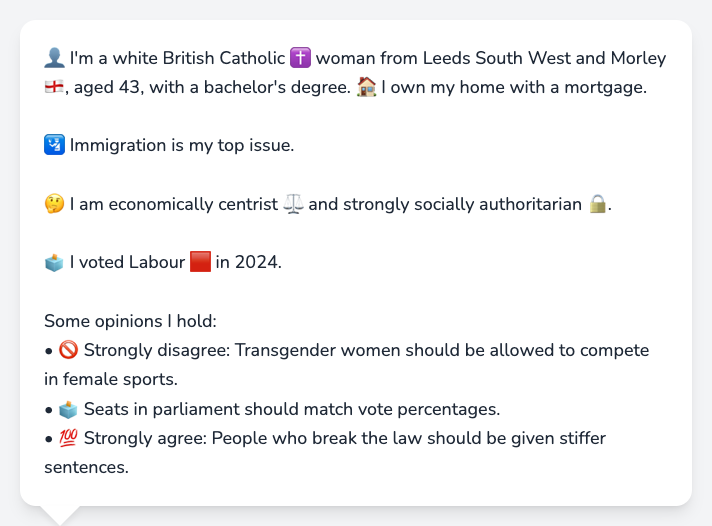 👤 I'm a white British Catholic ✝️ woman from Leeds South West and Morley
🏴󠁧󠁢󠁥󠁮󠁧󠁿, aged 43, with a bachelor's degree. 🏠 I own my home with a mortgage.
🛂 Immigration is my top issue.
🤔 I am economically centrist ⚖️ and strongly socially authoritarian 🔒.
🗳️ I voted Labour 🟥 in 2024.
Some opinions I hold:
• 🚫 Strongly disagree: Transgender women should be allowed to compete
in female sports.
• 🗳️ Seats in parliament should match vote percentages.
• 💯 Strongly agree: People who break the law should be given stiffer
sentences.